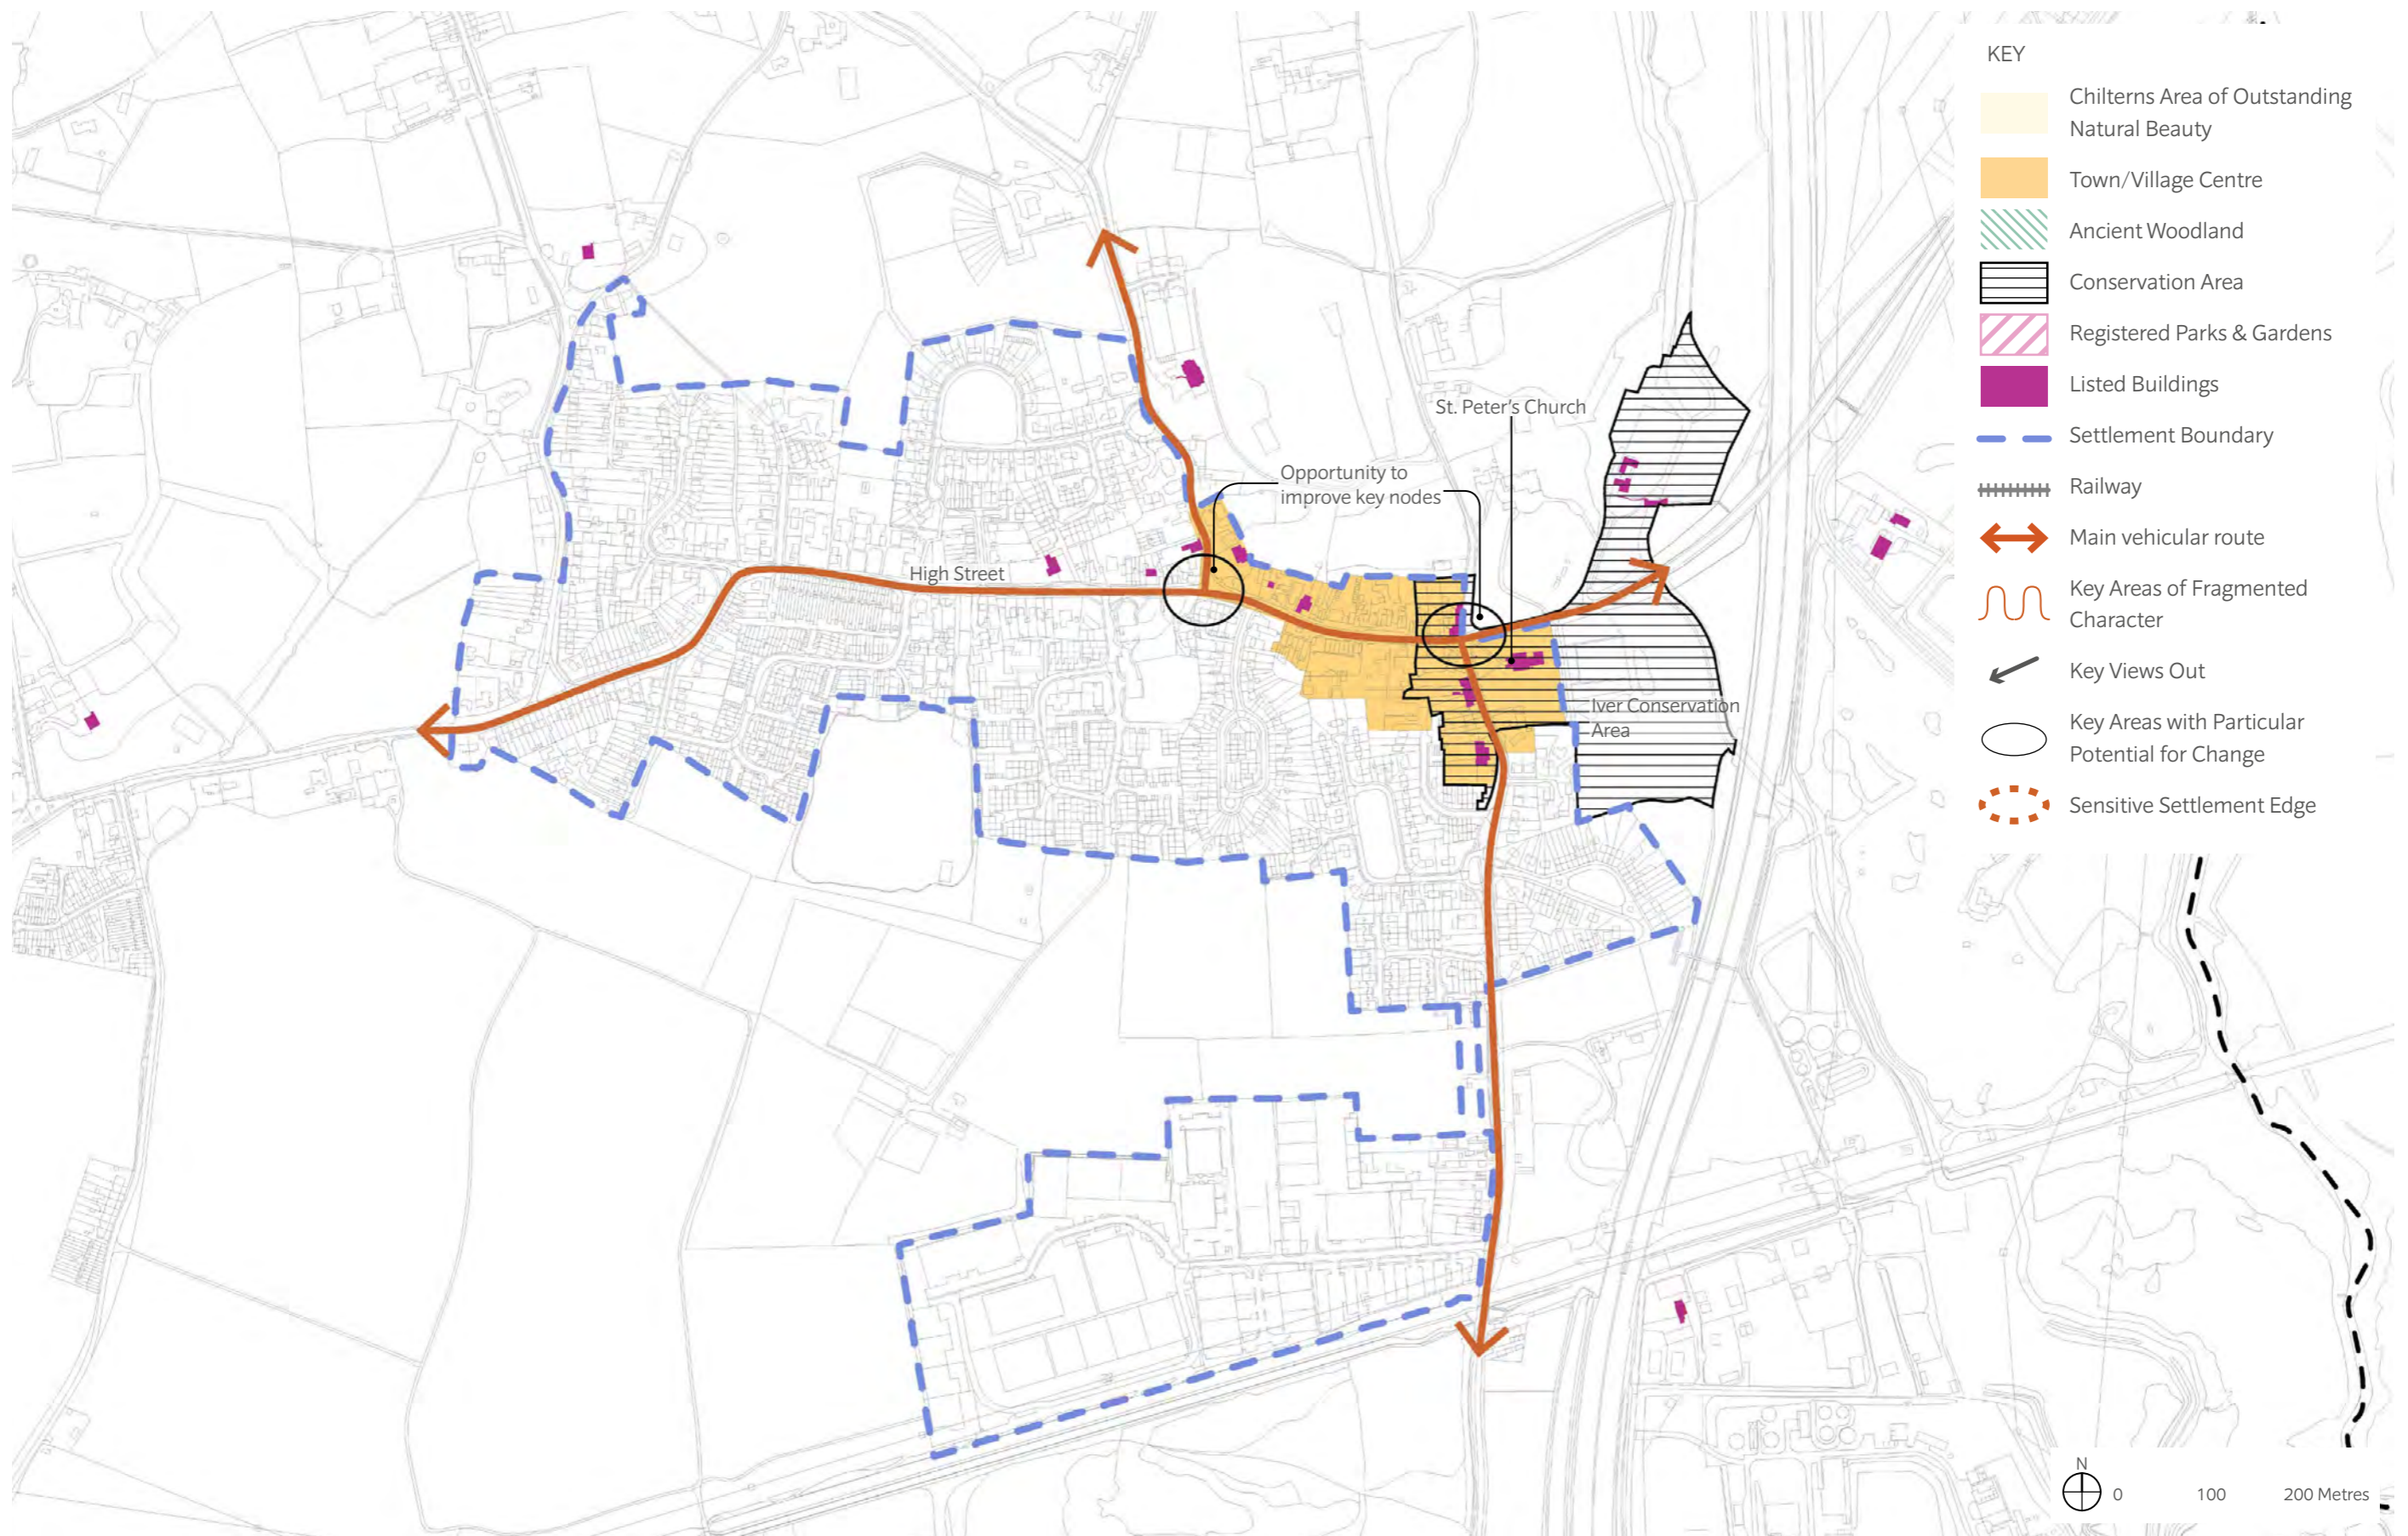 KEY
Chilterns Area of Outstanding
Natural Beauty
Town/Village Centre
Ancient Woodland
Conservation Area
Registered Parks & Gardens
Listed Buildings
Settlement Boundary
Railway
Main vehicular route
Key Areas of Fragmented
Character
Key Views Out
Key Areas with Particular
Potential for Change
Sensitive Settlement Edge
St. Peter's Church
Opportunity to
improve key nodes
High Street
Iver Conservation
Area
N
0 100 200 Metres